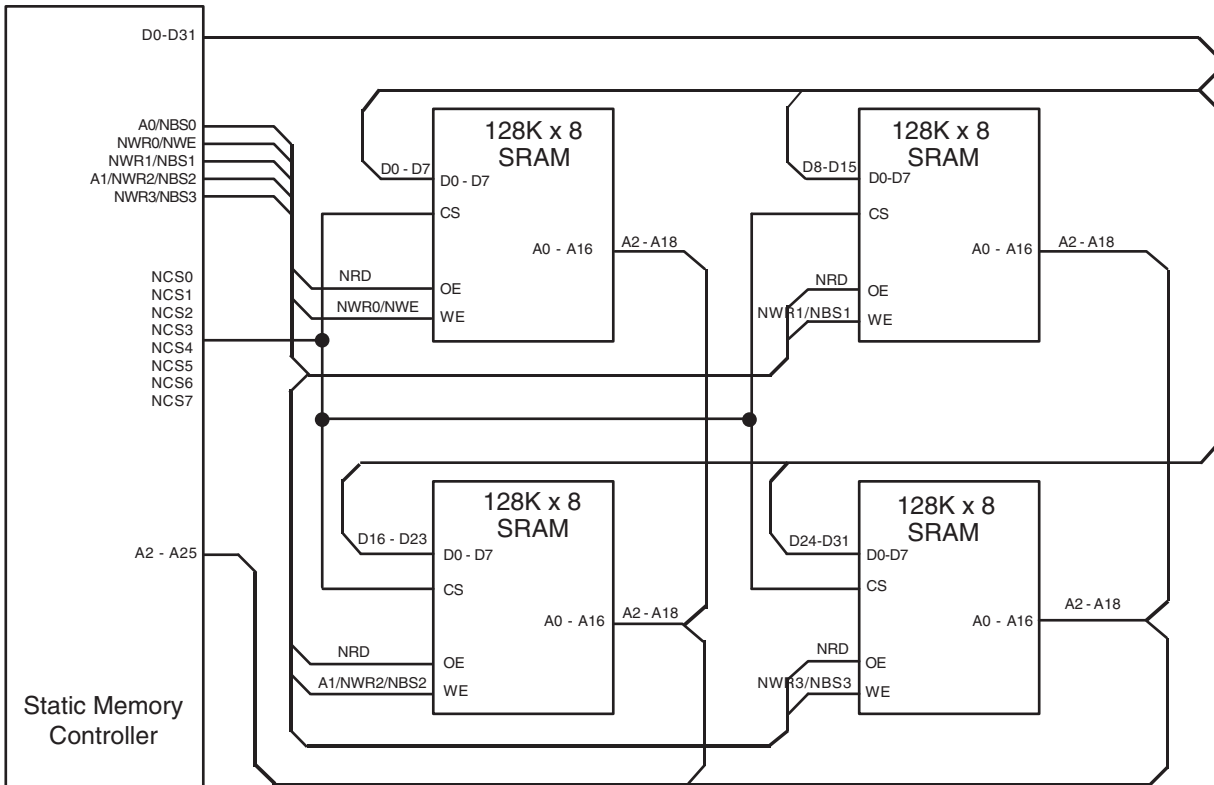 D0-D31
A0/NBS0
NWR0/NWE
NWR1/NBS1
A1/NWR2/NBS2
NWR3/NBS3
NCS0
NCS1
NCS2
NCS3
NCS4
NCS5
NCS6
NCS7
A2 - A25
Static Memory
Controller
128K x 8
SRAM
D0 - D7
D0 - D7
CS
A0 - A16
A2 - A18
NRD
OE
NWR0/NWE
WE
128K x 8
SRAM
D8-D15
D0-D7
CS
A0 - A16
A2 - A18
NRD
OE
NWR1/NBS1
WE
128K x 8
SRAM
D16 - D23
D0 - D7
CS
A0 - A16
A2 - A18
NRD
OE
A1/NWR2/NBS2
WE
128K x 8
SRAM
D24-D31
D0-D7
CS
A0 - A16
A2 - A18
NRD
OE
NWR3/NBS3
WE